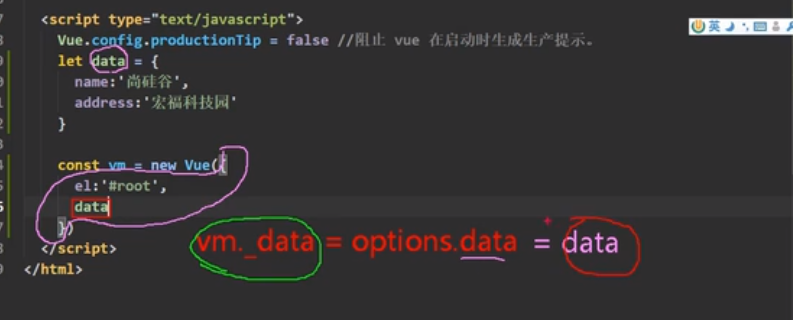 <script type="text/javascript">
Vue.config.productionTip = false //阻止 vue 在启动时生成生产提示。
let data = {
name:'尚硅谷',
address:'宏福科技园'
}
const vm = new Vue({
el:'#root',
data
})
vm._data = options.data = data
</script>
</html>
英